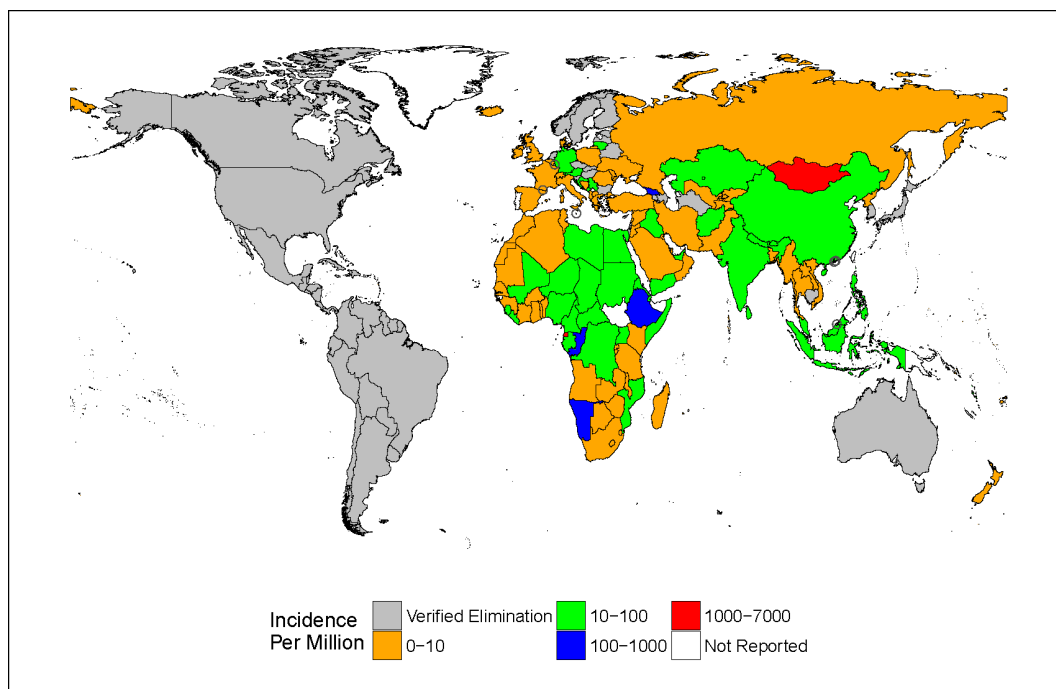 Incidence
Per Million
Verified Elimination
0−10
10−100
100−1000
1000−7000
Not Reported